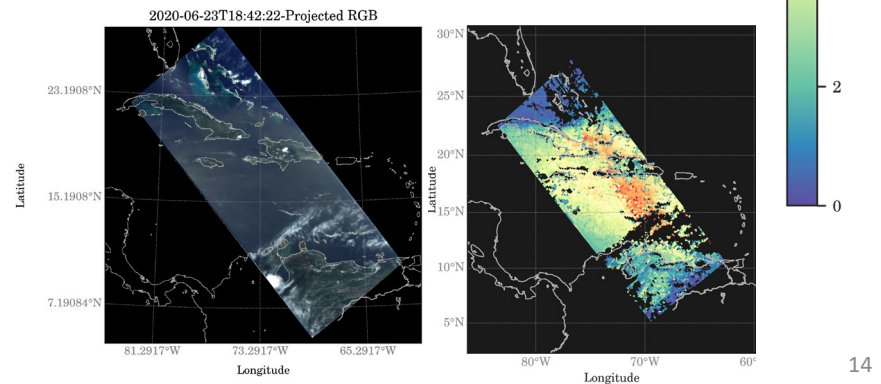 2020-06-23T18:42:22-Projected RGB
23.1908°N
15.1908°N
7.19084°N
Latitude
81.2917°W
73.2917°W
65.2917°W
Longitude
30°N
25°N
20°N
15°N
10°N
5°N
Latitude
80°W
70°W
60°
Longitude
2
0
14